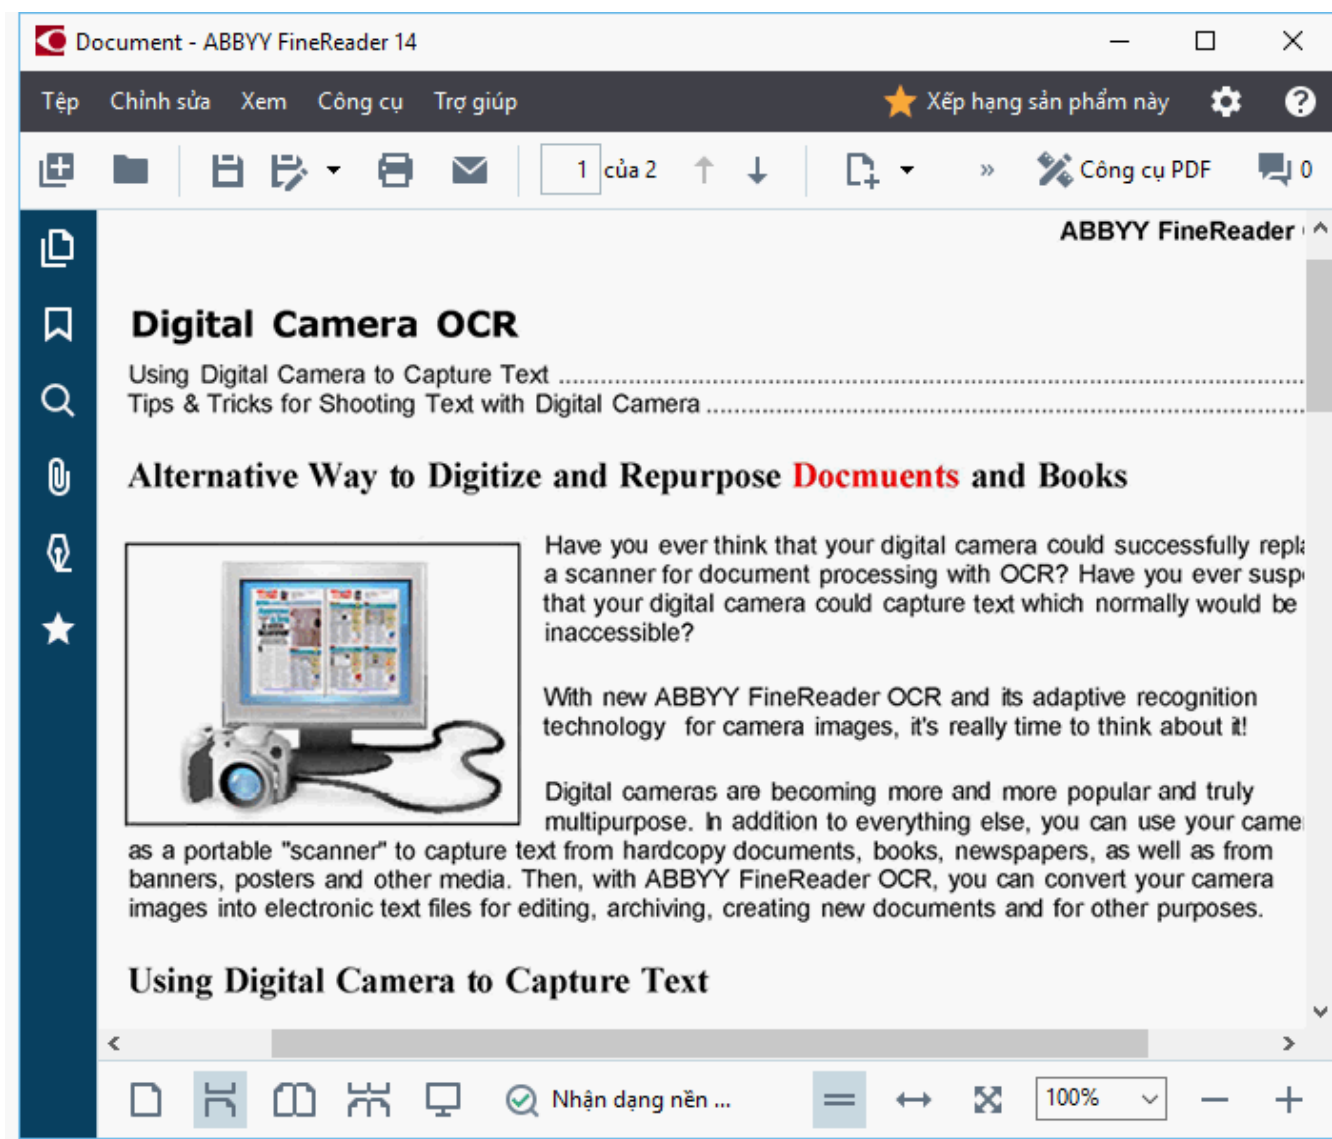 Document - ABBYY FineReader 14
Tệp Chỉnh sửa Xem Công cụ Trợ giúp Xếp hạng sản phẩm này
1 của 2 Công cụ PDF 0
ABBYY FineReader
Digital Camera OCR
Using Digital Camera to Capture Text
Tips & Tricks for Shooting Text with Digital Camera
Alternative Way to Digitize and Repurpose Docmuents and Books
Have you ever think that your digital camera could successfully repla
a scanner for document processing with OCR? Have you ever susp
that your digital camera could capture text which normally would be
inaccessible?
With new ABBYY FineReader OCR and its adaptive recognition
technology for camera images, it's really time to think about it!
Digital cameras are becoming more and more popular and truly
multipurpose. In addition to everything else, you can use your came
as a portable "scanner" to capture text from hardcopy documents, books, newspapers, as well as from
banners, posters and other media. Then, with ABBYY FineReader OCR, you can convert your camera
images into electronic text files for editing, archiving, creating new documents and for other purposes.
Using Digital Camera to Capture Text
Nhận dạng nền ... 100%